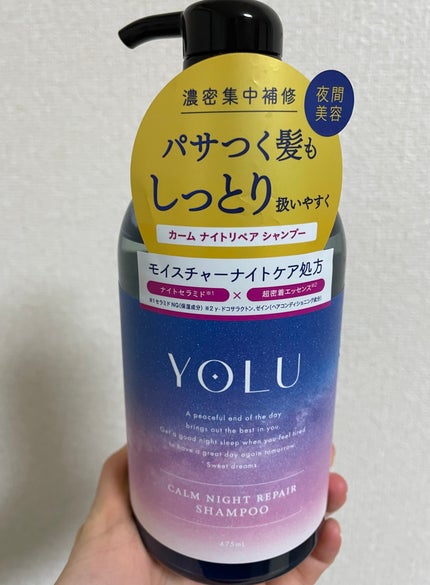 濃密集中補修
夜間
美容
パサつく髪も
しっとり 扱いやすく
カーム ナイトリペア シャンプー
モイスチャーナイトケア処方
ナイトセラミド※1 × 超密着エッセンス※2
※1 セラミドNG(保湿成分) ※2 γ-ドコサラクトン、ゼイン(ヘアコンディショニング成分)
YOLU
A peaceful end of the day
brings out the best in you.
Get a good night sleep when you feel tired
to have a great day again tomorrow.
Sweet dreams.
CALM NIGHT REPAIR
SHAMPOO
475mL